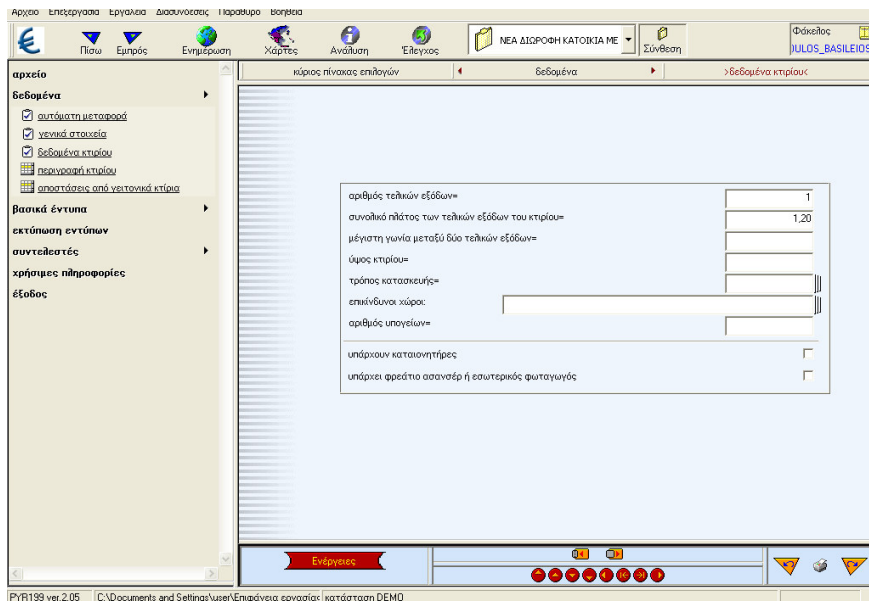 Αρχείο Επεξεργασία Εργαλεία Διασυνδέσεις Παράθυρο Βοήθεια
€ Πίσω Εμπρός Ενημέρωση Χάρτες Ανάλυση Έλεγχος ΝΕΑ ΔΙΩΡΟΦΗ ΚΑΤΟΙΚΙΑ ΜΕ Σύνθεση Φάκελος
ULOS_BASILEIOS
αρχείο
δεδομένα
αυτόματη μεταφορά
γενικά στοιχεία
δεδομένα κτιρίου
περιγραφή κτιρίου
αποστάσεις από γειτονικά κτίρια
βασικά έντυπα
εκτύπωση εντύπων
συντελεστές
χρήσιμες πληροφορίες
έξοδος
κύριος πίνακας επιλογών δεδομένα >δεδομένα κτιρίου<
αριθμός τελικών εξόδων= 1
συνολικό πλάτος των τελικών εξόδων του κτιρίου= 1,20
μέγιστη γωνία μεταξύ δύο τελικών εξόδων=
ύψος κτιρίου=
τρόπος κατασκευής=
επικίνδυνοι χώροι:
αριθμός υπογείων=
υπάρχουν καταιονητήρες
υπάρχει φρεάτιο ασανσέρ ή εσωτερικός φωταγωγός
Ενέργειες
PYR199 ver.2.05 C:\Documents and Settings\user\Επιφάνεια εργασίας κατάσταση DEMO